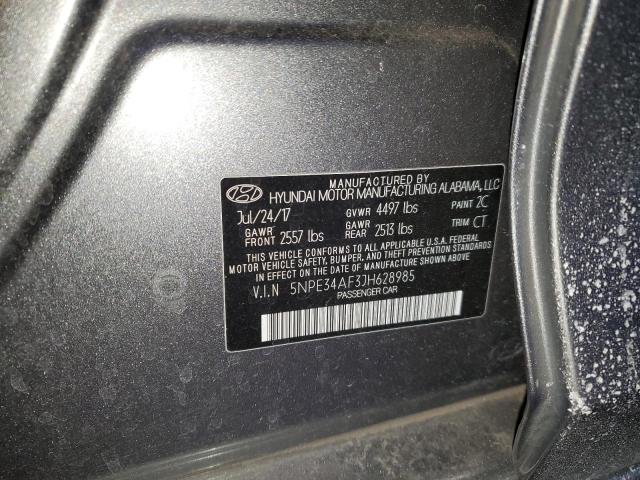 MANUFACTURED BY
HYUNDAI MOTOR MANUFACTURING ALABAMA, LLC
Jul/24/17 GVWR 4497 lbs PAINT 2C
GAWR FRONT 2557 lbs GAWR REAR 2513 lbs TRIM CT
THIS VEHICLE CONFORMS TO ALL APPLICABLE U.S.A. FEDERAL
MOTOR VEHICLE SAFETY, BUMPER, AND THEFT PREVENTION STANDARDS
IN EFFECT ON THE DATE OF MANUFACTURE SHOWN ABOVE.
V.I.N 5NPE34AF3JH628985
PASSENGER CAR